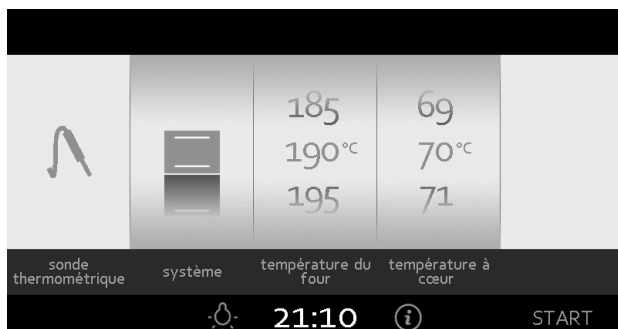 185 69
190 °C 70 °C
195 71
sonde thermométrique
système
température du four
température à cœur
21:10 i START